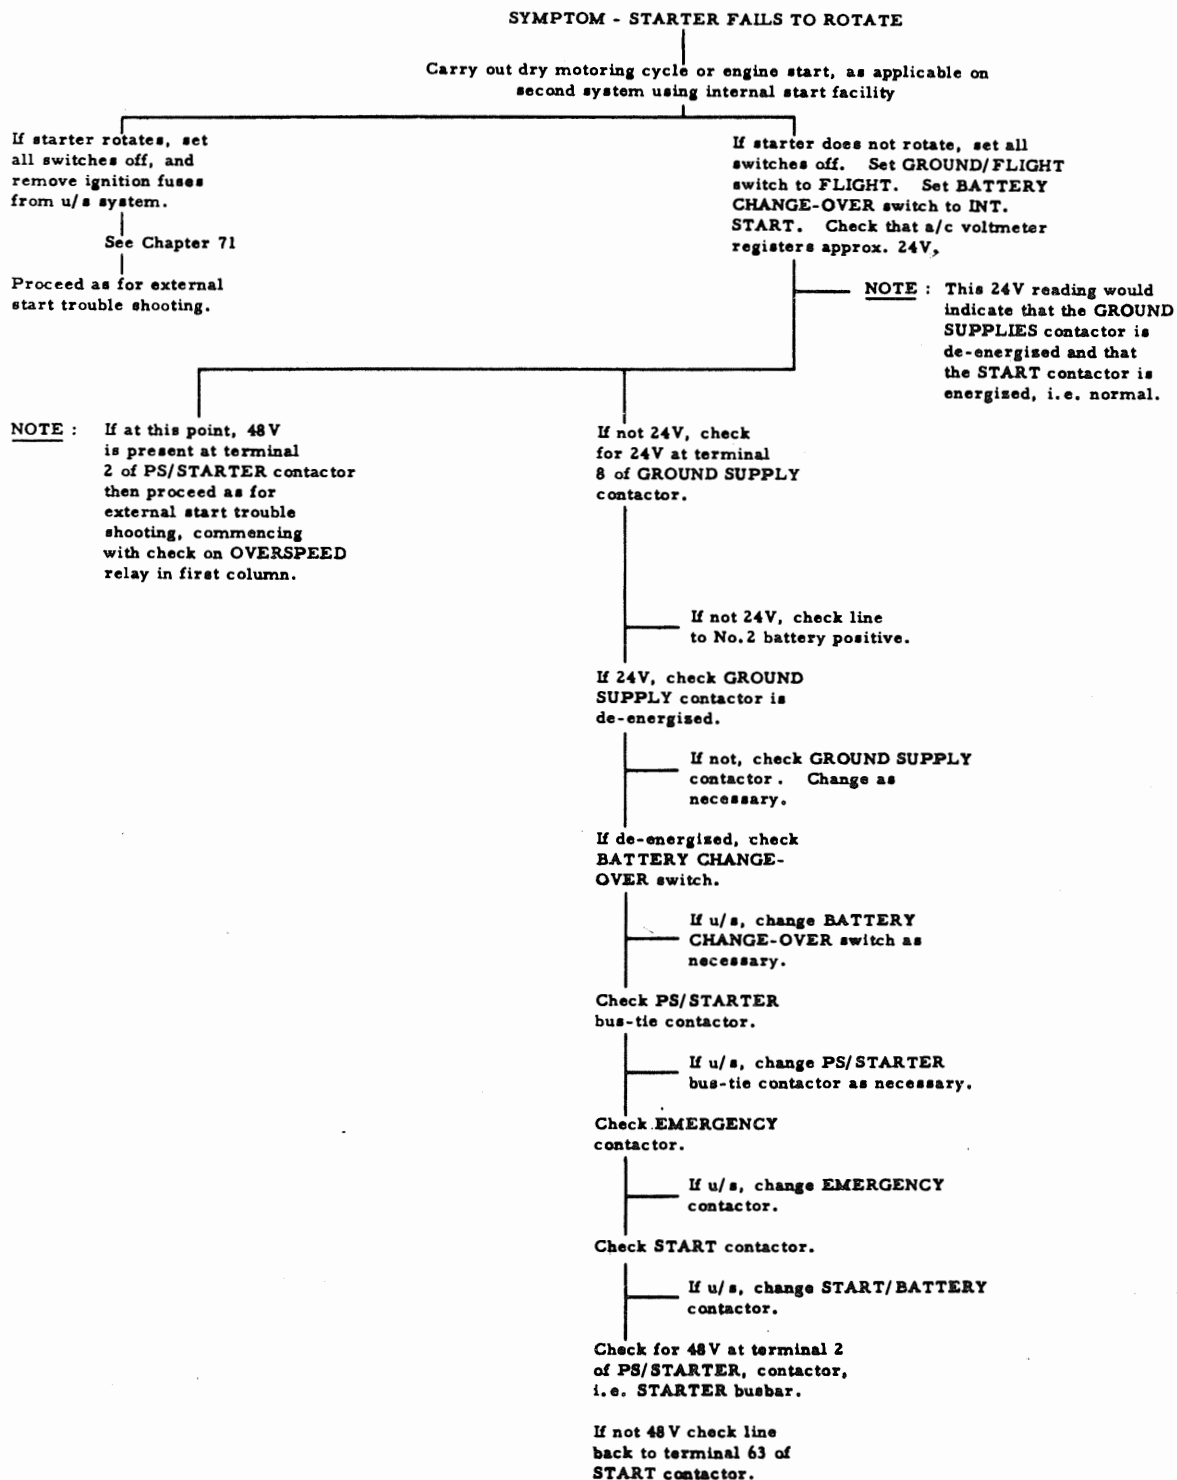 SYMPTOM - STARTER FAILS TO ROTATE
Carry out dry motoring cycle or engine start, as applicable on
second system using internal start facility
If starter rotates, set
all switches off, and
remove ignition fuses
from u/s system.
See Chapter 71
Proceed as for external
start trouble shooting.
If starter does not rotate, set all
switches off. Set GROUND/FLIGHT
switch to FLIGHT. Set BATTERY
CHANGE-OVER switch to INT.
START. Check that a/c voltmeter
registers approx. 24V,
NOTE : This 24V reading would
indicate that the GROUND
SUPPLIES contactor is
de-energised and that
the START contactor is
energised, i.e. normal.
NOTE : If at this point, 48V
is present at terminal
2 of PS/STARTER contactor
then proceed as for
external start trouble
shooting, commencing
with check on OVERSPEED
relay in first column.
If not 24V, check
for 24V at terminal
8 of GROUND SUPPLY
contactor.
If not 24V, check line
to No.2 battery positive.
If 24V, check GROUND
SUPPLY contactor is
de-energised.
If not, check GROUND SUPPLY
contactor. Change as
necessary.
If de-energised, check
BATTERY CHANGE-
OVER switch.
If u/s, change BATTERY
CHANGE-OVER switch as
necessary.
Check PS/STARTER
bus-tie contactor.
If u/s, change PS/STARTER
bus-tie contactor as necessary.
Check EMERGENCY
contactor.
If u/s, change EMERGENCY
contactor.
Check START contactor.
If u/s, change START/BATTERY
contactor.
Check for 48V at terminal 2
of PS/STARTER, contactor,
i.e. STARTER busbar.
If not 48V check line
back to terminal 63 of
START contactor.